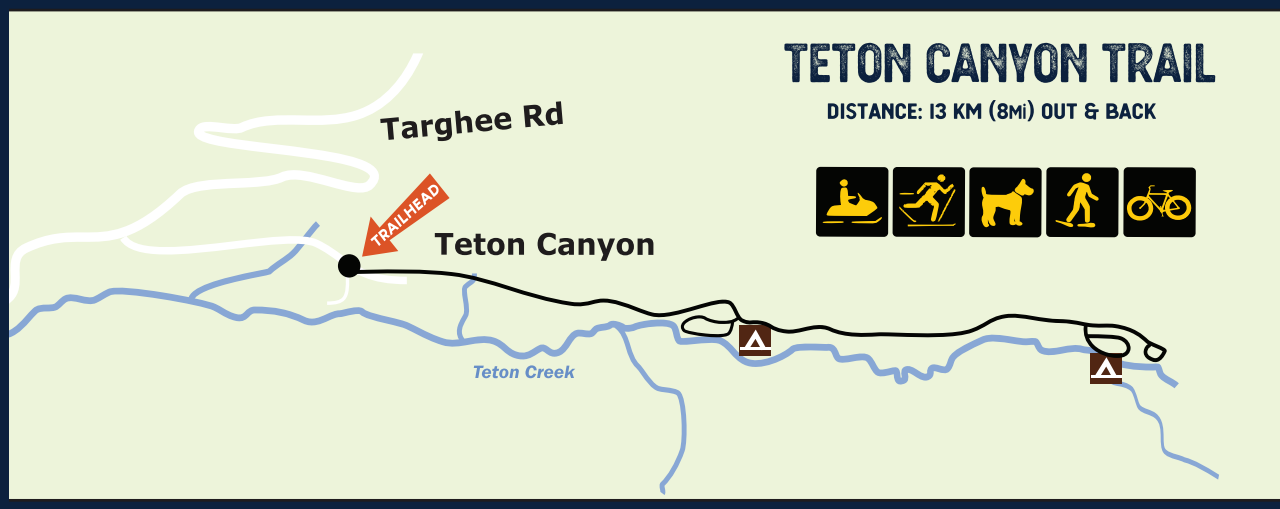 TETON CANYON TRAIL
DISTANCE: 13 KM (8Mi) OUT & BACK
Targhee Rd
TRAILHEAD
Teton Canyon
Teton Creek